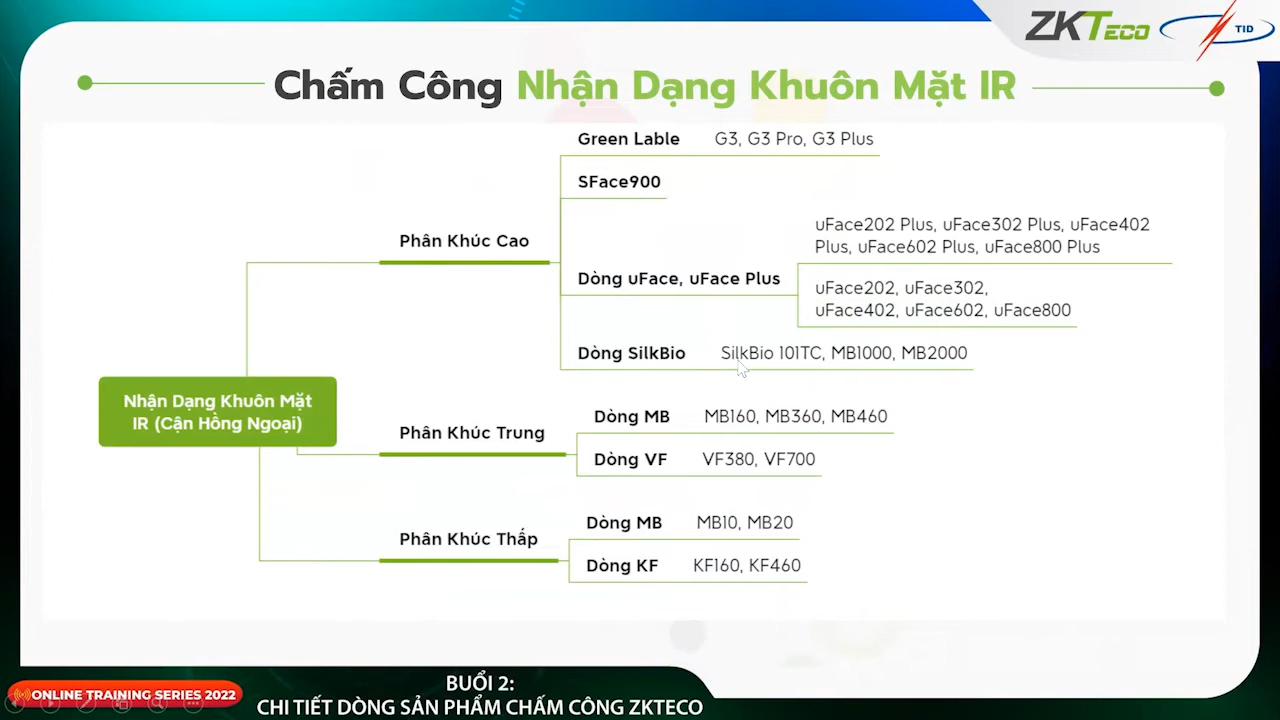 ZKTeco
TID
Chấm Công Nhận Dạng Khuôn Mặt IR
Green Lable G3, G3 Pro, G3 Plus
SFace900
Phân Khúc Cao
uFace202 Plus, uFace302 Plus, uFace402
Plus, uFace602 Plus, uFace800 Plus
Dòng uFace, uFace Plus
uFace202, uFace302,
uFace402, uFace602, uFace800
Dòng SilkBio SilkBio 101TC, MB1000, MB2000
Nhận Dạng Khuôn Mặt
IR (Cận Hồng Ngoại)
Phân Khúc Trung
Dòng MB MB160, MB360, MB460
Dòng VF VF380, VF700
Phân Khúc Thấp
Dòng MB MB10, MB20
Dòng KF KF160, KF460
ONLINE TRAINING SERIES 2022
BUỔI 2:
CHI TIẾT DÒNG SẢN PHẨM CHẤM CÔNG ZKTECO